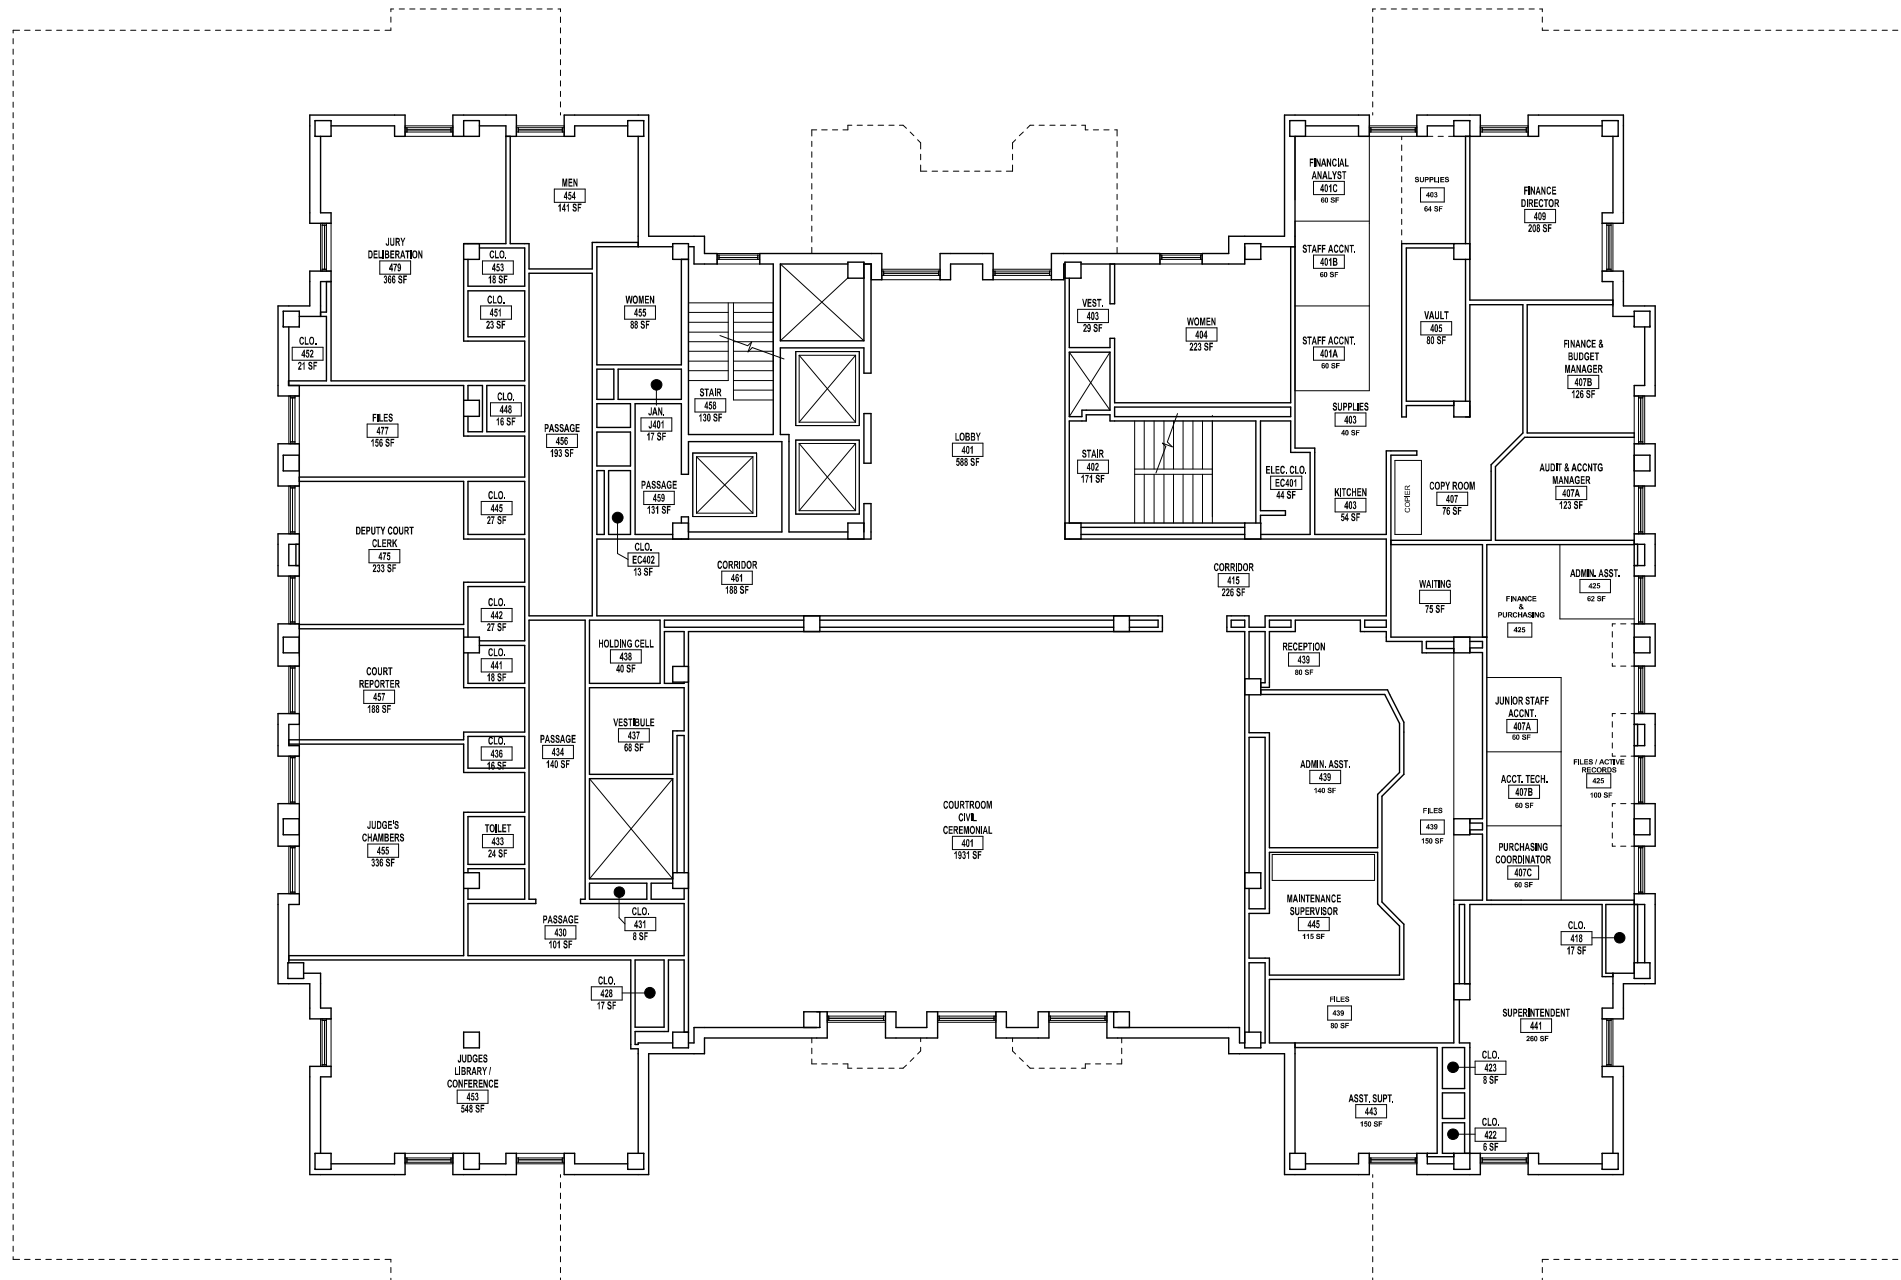 MEN
454
141 SF
JURY
DELIBERATION
479
366 SF
CLO.
453
18 SF
CLO.
451
23 SF
CLO.
452
21 SF
WOMEN
455
88 SF
FILES
477
156 SF
CLO.
448
16 SF
PASSAGE
456
193 SF
JAN.
J401
17 SF
STAIR
458
130 SF
PASSAGE
459
131 SF
CLO.
445
27 SF
DEPUTY COURT
CLERK
475
233 SF
CLO.
EC402
13 SF
CORRIDOR
461
188 SF
CLO.
442
27 SF
CLO.
441
18 SF
COURT
REPORTER
457
188 SF
HOLDING CELL
438
40 SF
VESTIBULE
437
68 SF
PASSAGE
434
140 SF
CLO.
436
16 SF
JUDGE'S
CHAMBERS
455
336 SF
TOILET
433
24 SF
PASSAGE
430
101 SF
CLO.
431
8 SF
CLO.
428
17 SF
JUDGES
LIBRARY /
CONFERENCE
453
548 SF
LOBBY
401
588 SF
COURTROOM
CIVIL
CEREMONIAL
401
1931 SF
VEST.
403
29 SF
WOMEN
404
223 SF
STAIR
402
171 SF
ELEC. CLO.
EC401
44 SF
CORRIDOR
415
226 SF
FINANCIAL
ANALYST
401C
60 SF
STAFF ACCNT.
401B
60 SF
STAFF ACCNT.
401A
60 SF
SUPPLIES
403
64 SF
FINANCE
DIRECTOR
409
208 SF
VAULT
405
80 SF
FINANCE &
BUDGET
MANAGER
407B
126 SF
SUPPLIES
403
40 SF
KITCHEN
403
54 SF
COPIER
COPY ROOM
407
76 SF
AUDIT & ACCNTG
MANAGER
407A
123 SF
WAITING
75 SF
ADMIN. ASST.
425
62 SF
FINANCE
&
PURCHASING
425
RECEPTION
439
80 SF
JUNIOR STAFF
ACCNT.
407A
60 SF
ACCT. TECH.
407B
60 SF
FILES / ACTIVE
RECORDS
425
100 SF
PURCHASING
COORDINATOR
407C
60 SF
ADMIN. ASST.
439
140 SF
FILES
439
150 SF
MAINTENANCE
SUPERVISOR
445
115 SF
FILES
439
80 SF
CLO.
418
17 SF
SUPERINTENDENT
441
260 SF
CLO.
423
8 SF
ASST. SUPT.
443
150 SF
CLO.
422
6 SF